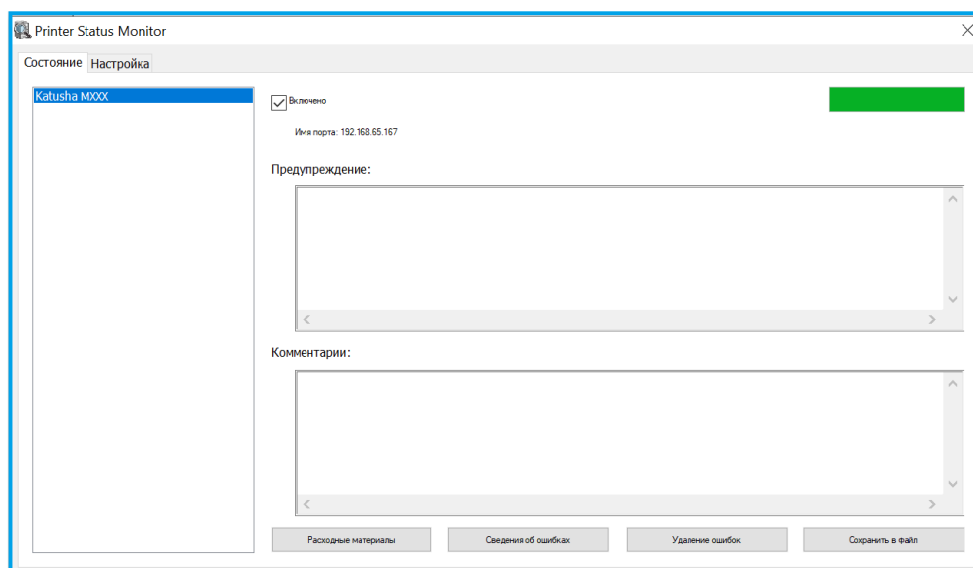 Printer Status Monitor
Состояние Настройка
Katusha MXXX
Включено
Имя порта: 192.168.65.167
Предупреждение:
Комментарии:
Расходные материалы Сведения об ошибках Удаление ошибок Сохранить в файл